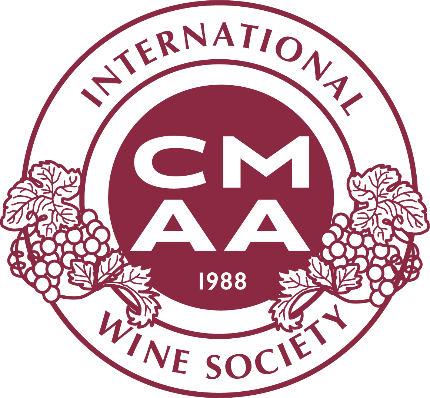 INTERNATIONAL
CM
AA
1988
WINE SOCIETY